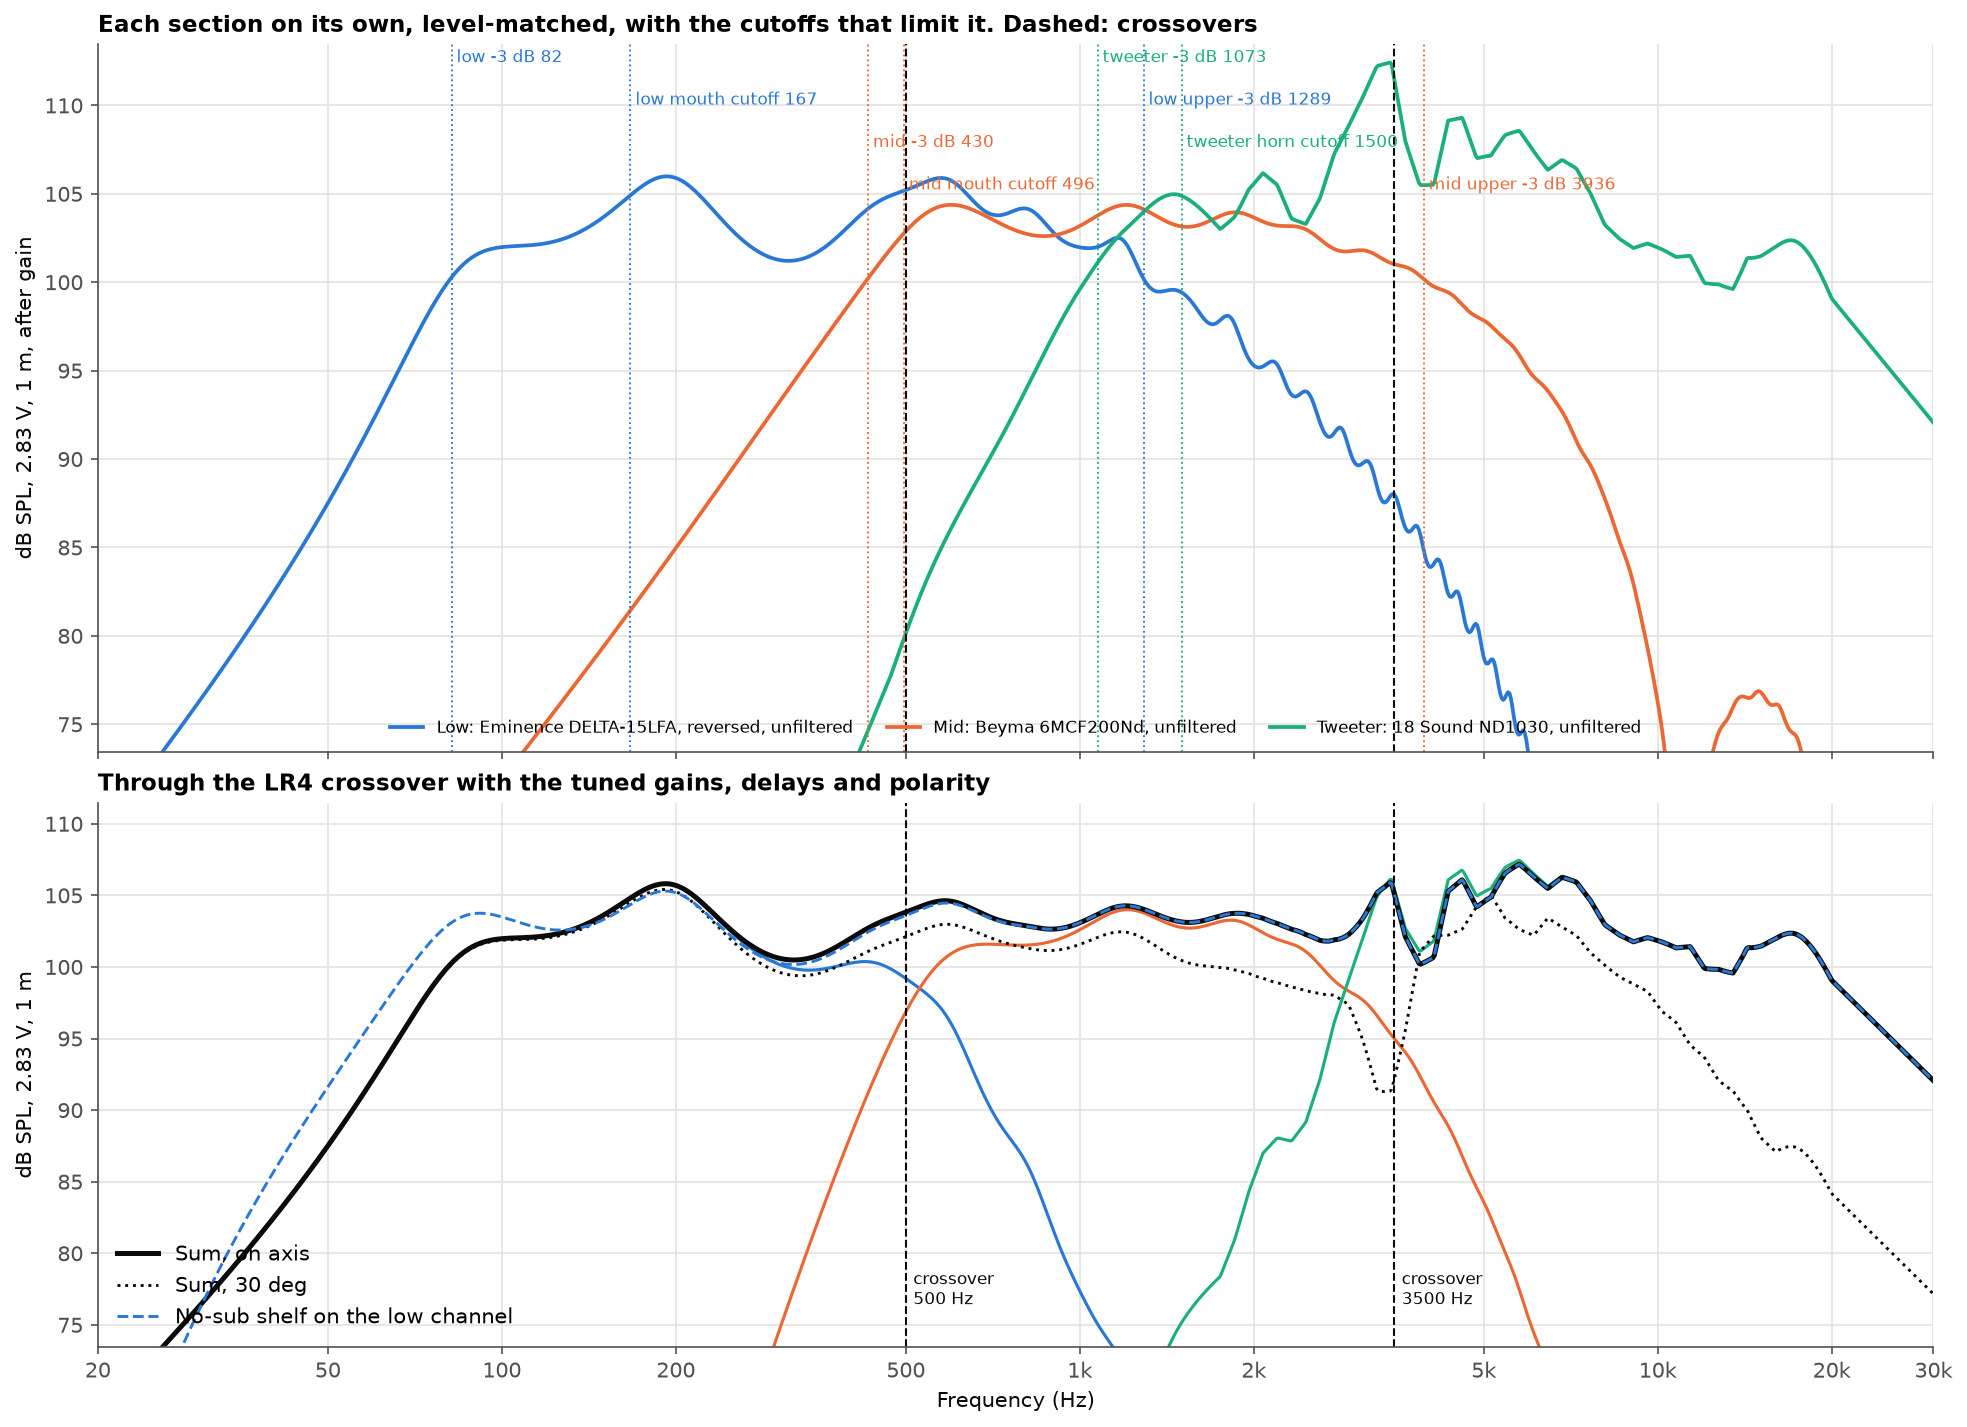 Each section on its own, level-matched, with the cutoffs that limit it. Dashed: crossovers
low -3 dB 82
tweeter -3 dB 1073
low mouth cutoff 167
low upper -3 dB 1289
mid -3 dB 430
tweeter horn cutoff 1500
mid mouth cutoff 496
mid upper -3 dB 3936
110
105
100
95
90
85
80
75
dB SPL, 2.83 V, 1 m, after gain
Low: Eminence DELTA-15LFA, reversed, unfiltered
Mid: Beyma 6MCF200Nd, unfiltered
Tweeter: 18 Sound ND1030, unfiltered
Through the LR4 crossover with the tuned gains, delays and polarity
110
105
100
95
90
85
80
75
dB SPL, 2.83 V, 1 m
Sum, on axis
Sum, 30 deg
No-sub shelf on the low channel
crossover
500 Hz
crossover
3500 Hz
20
50
100
200
500
1k
2k
5k
10k
20k
30k
Frequency (Hz)